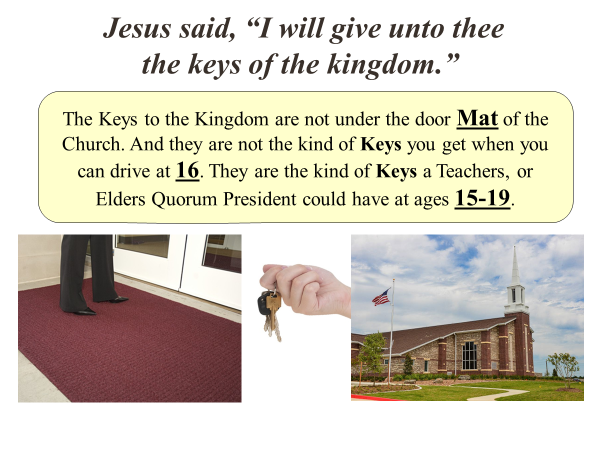 Jesus said, “I will give unto thee
the keys of the kingdom.”
The Keys to the Kingdom are not under the door Mat of the
Church. And they are not the kind of Keys you get when you
can drive at 16. They are the kind of Keys a Teachers, or
Elders Quorum President could have at ages 15-19.